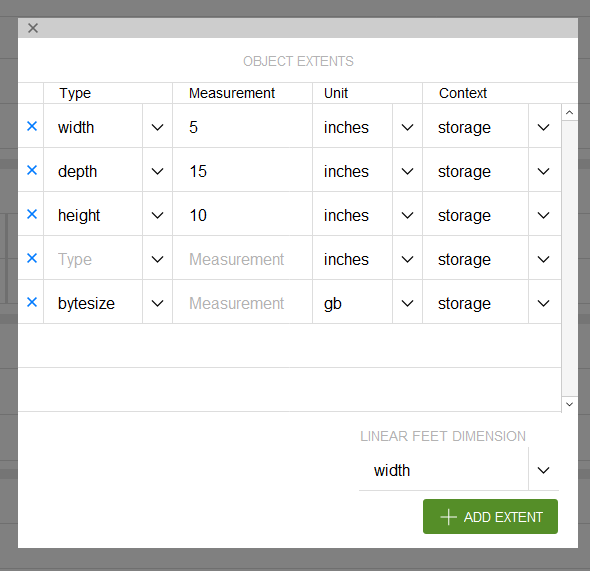 OBJECT EXTENTS
Type Measurement Unit Context
width 5 inches storage
depth 15 inches storage
height 10 inches storage
Type Measurement inches storage
bytesize Measurement gb storage
LINEAR FEET DIMENSION
width
ADD EXTENT